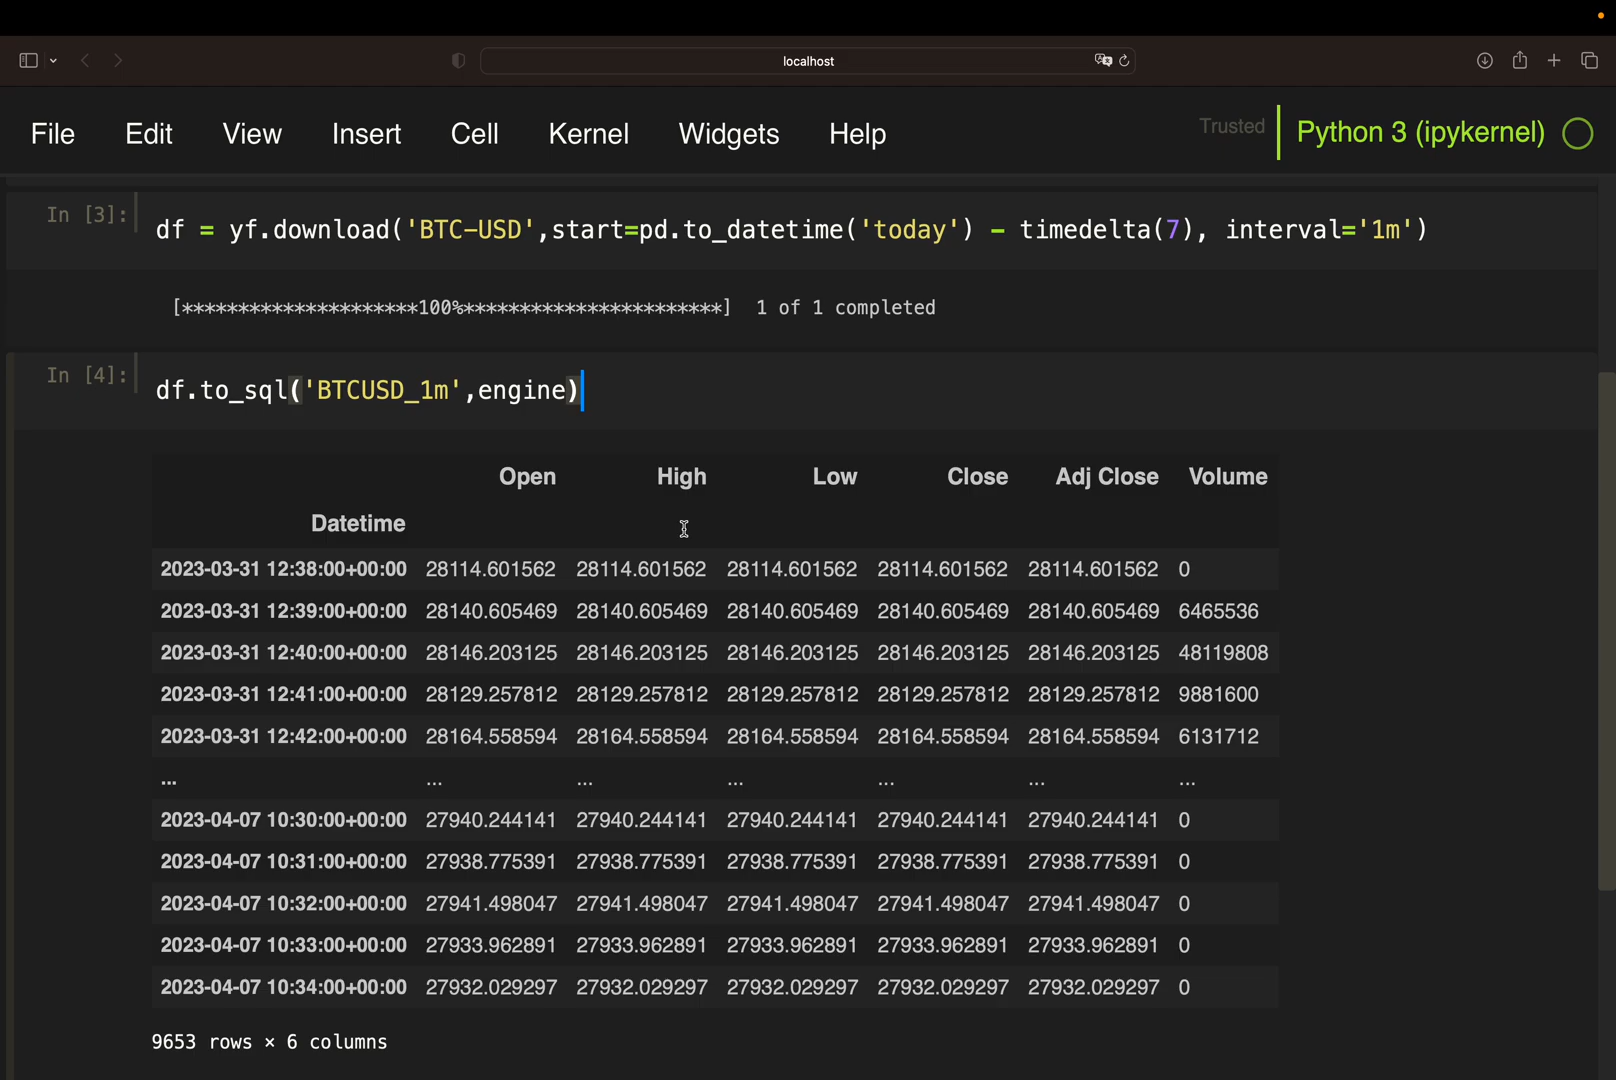 localhost
File Edit View Insert Cell Kernel Widgets Help Trusted Python 3 (ipykernel)
In [3]: df = yf.download('BTC-USD',start=pd.to_datetime('today') - timedelta(7), interval='1m')
[*********************100%***********************] 1 of 1 completed
In [4]: df.to_sql('BTCUSD_1m',engine)
Open High Low Close Adj Close Volume
Datetime
2023-03-31 12:38:00+00:00 28114.601562 28114.601562 28114.601562 28114.601562 28114.601562 0
2023-03-31 12:39:00+00:00 28140.605469 28140.605469 28140.605469 28140.605469 28140.605469 6465536
2023-03-31 12:40:00+00:00 28146.203125 28146.203125 28146.203125 28146.203125 28146.203125 48119808
2023-03-31 12:41:00+00:00 28129.257812 28129.257812 28129.257812 28129.257812 28129.257812 9881600
2023-03-31 12:42:00+00:00 28164.558594 28164.558594 28164.558594 28164.558594 28164.558594 6131712
... ... ... ... ... ... ...
2023-04-07 10:30:00+00:00 27940.244141 27940.244141 27940.244141 27940.244141 27940.244141 0
2023-04-07 10:31:00+00:00 27938.775391 27938.775391 27938.775391 27938.775391 27938.775391 0
2023-04-07 10:32:00+00:00 27941.498047 27941.498047 27941.498047 27941.498047 27941.498047 0
2023-04-07 10:33:00+00:00 27933.962891 27933.962891 27933.962891 27933.962891 27933.962891 0
2023-04-07 10:34:00+00:00 27932.029297 27932.029297 27932.029297 27932.029297 27932.029297 0
9653 rows × 6 columns